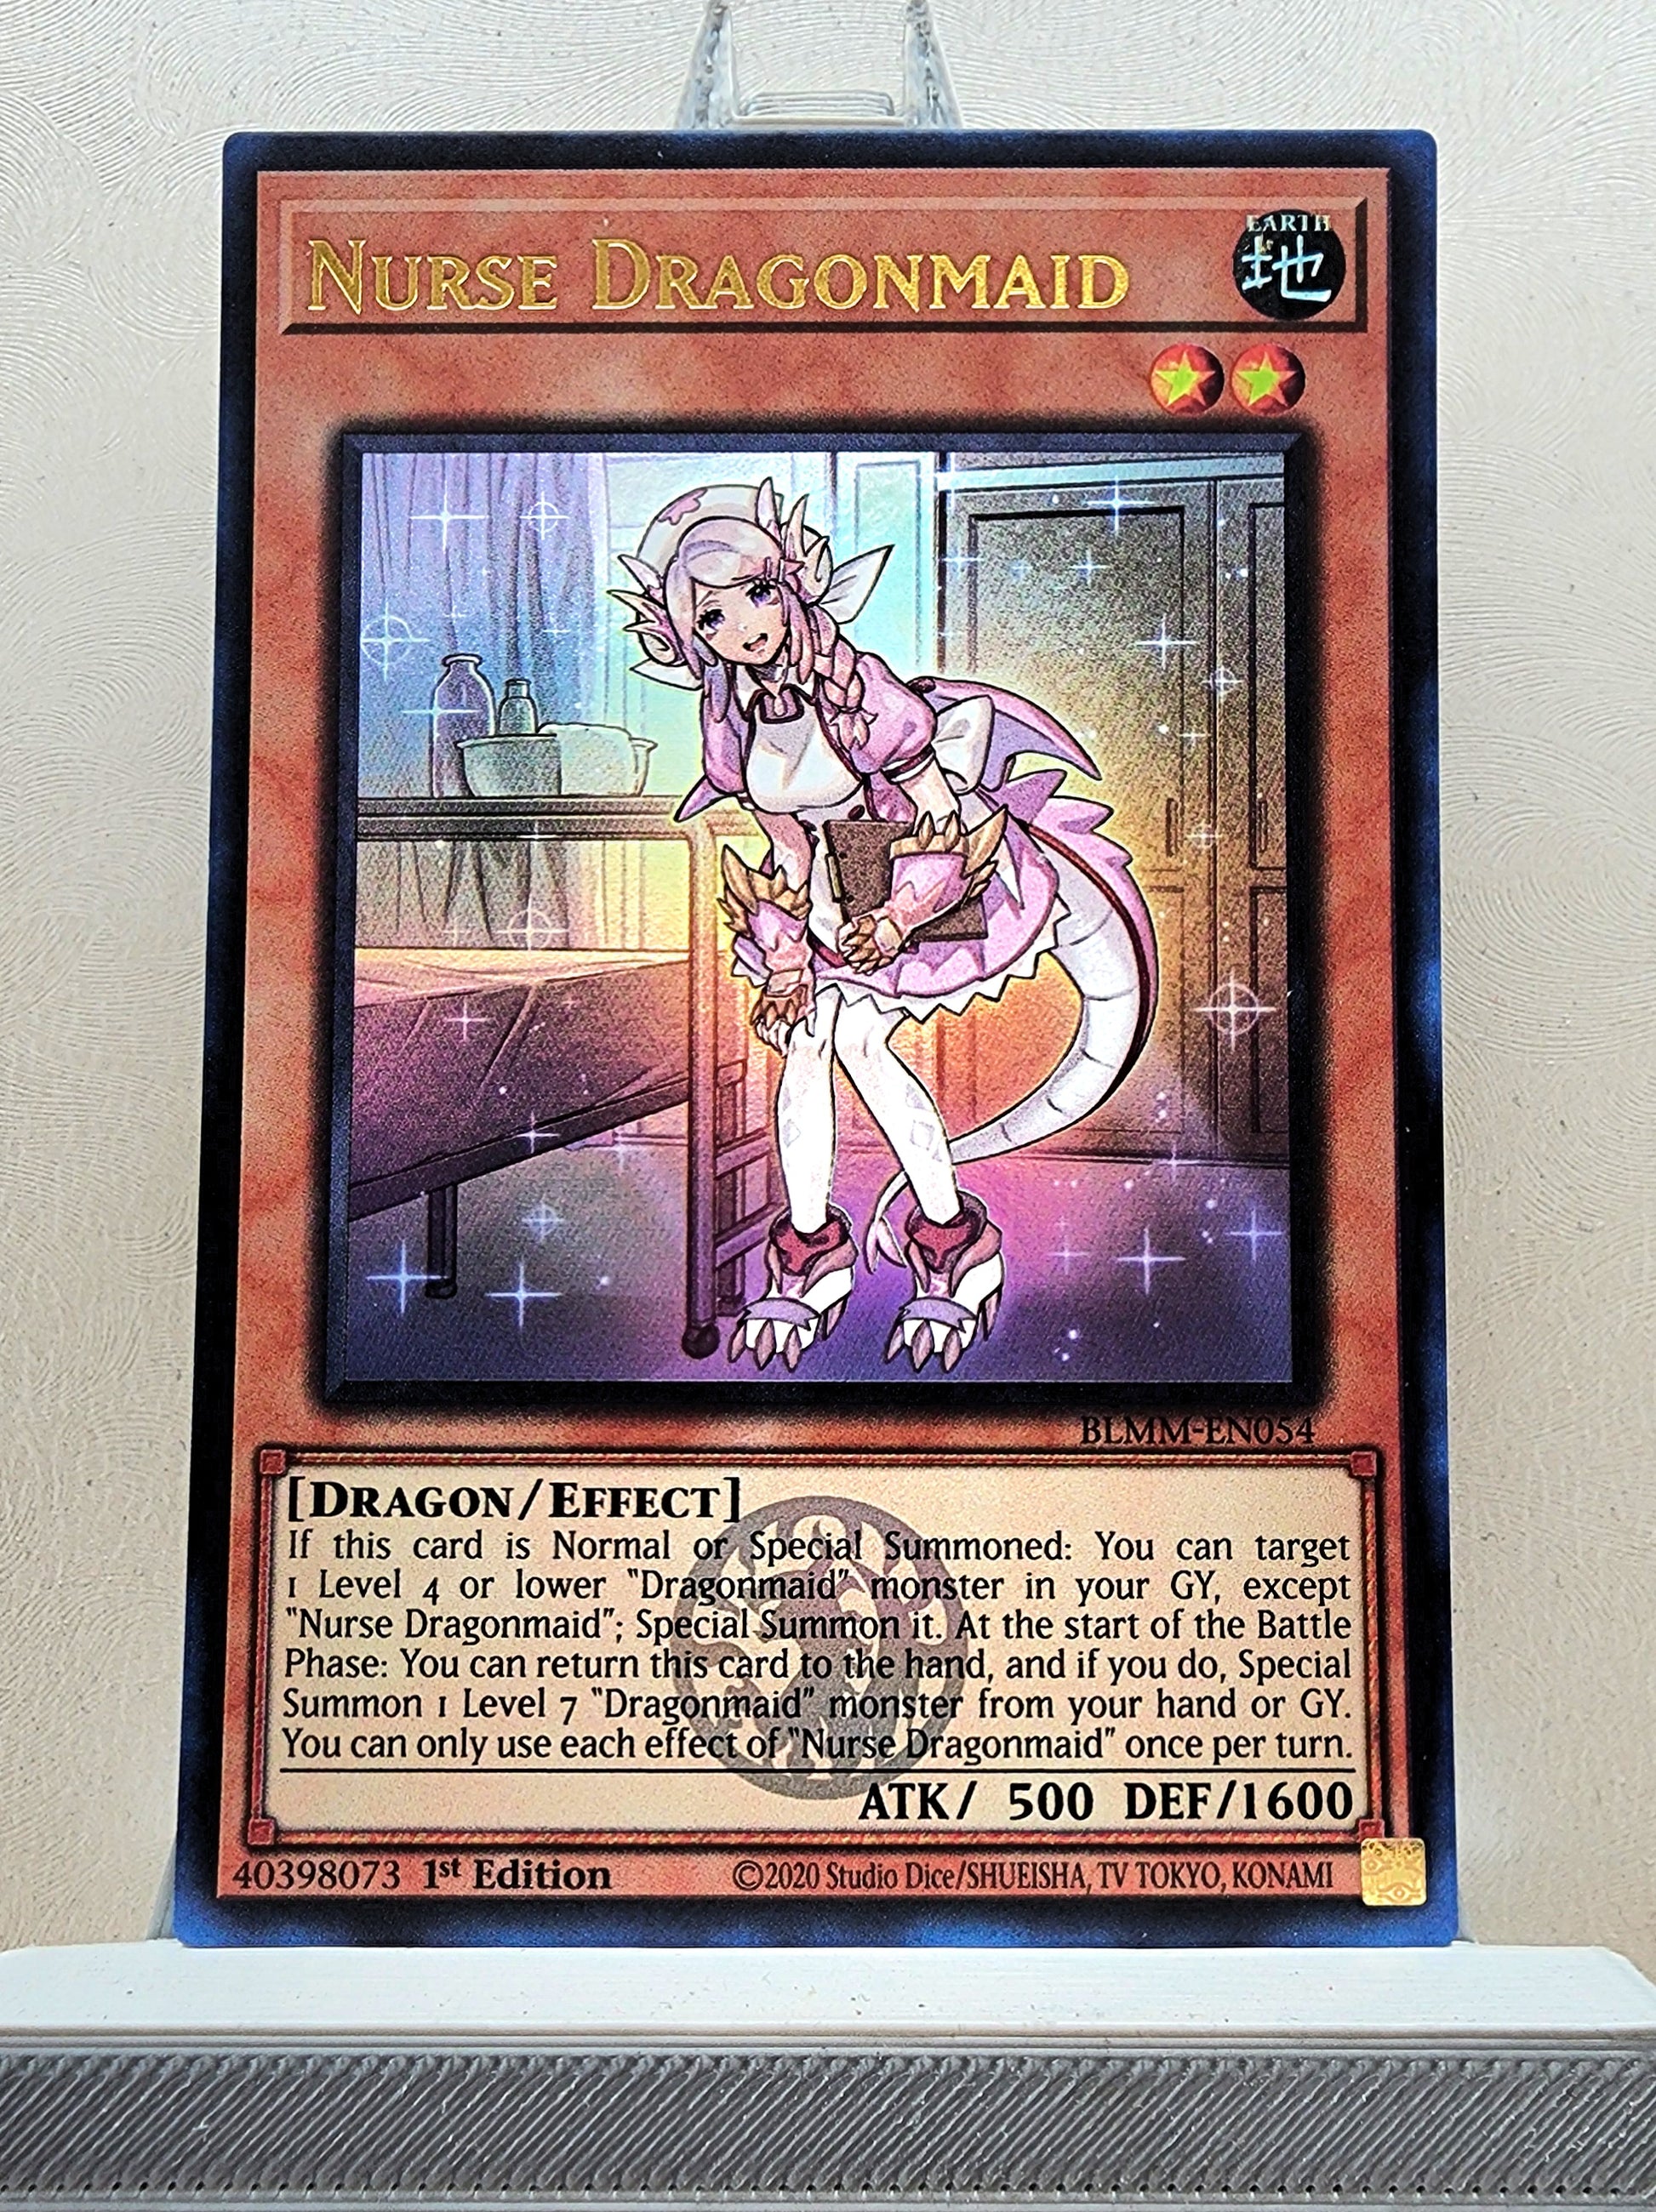 NURSE DRAGONMAID
EARTH
地
BLMM-EN054
[DRAGON/EFFECT]
If this card is Normal or Special Summoned: You can target
1 Level 4 or lower "Dragonmaid" monster in your GY, except
"Nurse Dragonmaid"; Special Summon it. At the start of the Battle
Phase: You can return this card to the hand, and if you do, Special
Summon 1 Level 7 "Dragonmaid" monster from your hand or GY.
You can only use each effect of "Nurse Dragonmaid" once per turn.
ATK/ 500 DEF/1600
40398073 1st Edition ©2020 Studio Dice/SHUEISHA, TV TOKYO, KONAMI